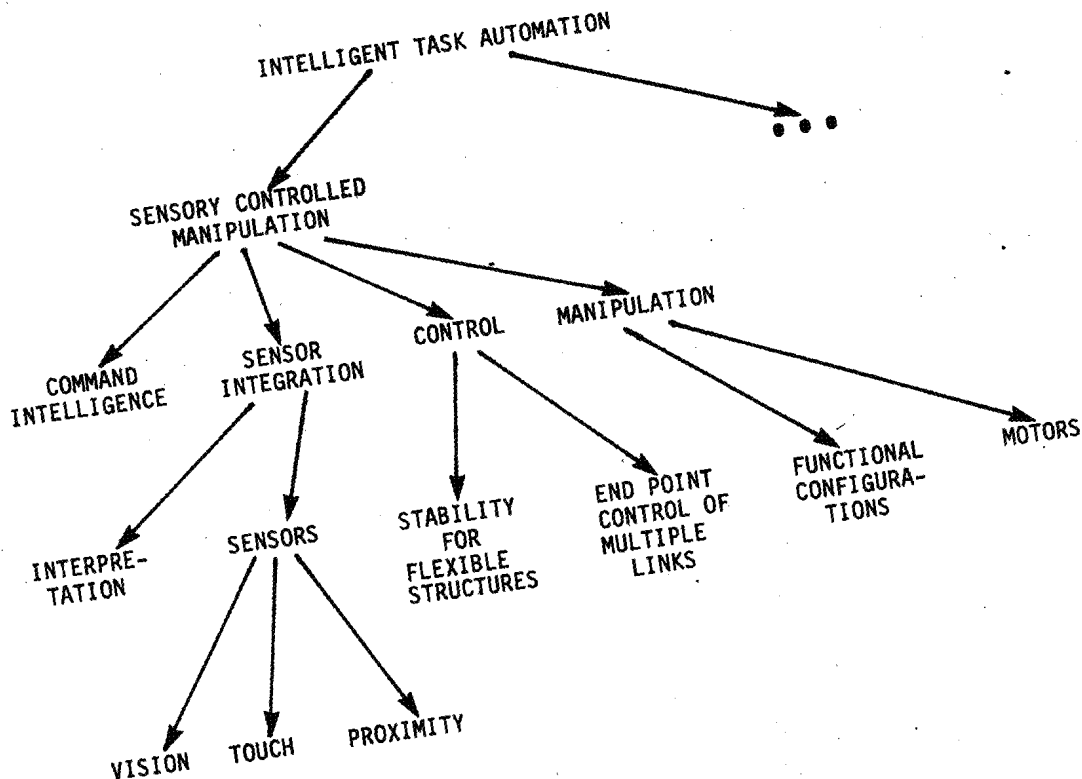 INTELLIGENT TASK AUTOMATION
• • •
SENSORY CONTROLLED
MANIPULATION
COMMAND
INTELLIGENCE
SENSOR
INTEGRATION
CONTROL
MANIPULATION
INTERPRE-
TATION
SENSORS
STABILITY
FOR
FLEXIBLE
STRUCTURES
END POINT
CONTROL OF
MULTIPLE
LINKS
FUNCTIONAL
CONFIGURA-
TIONS
MOTORS
VISION
TOUCH
PROXIMITY